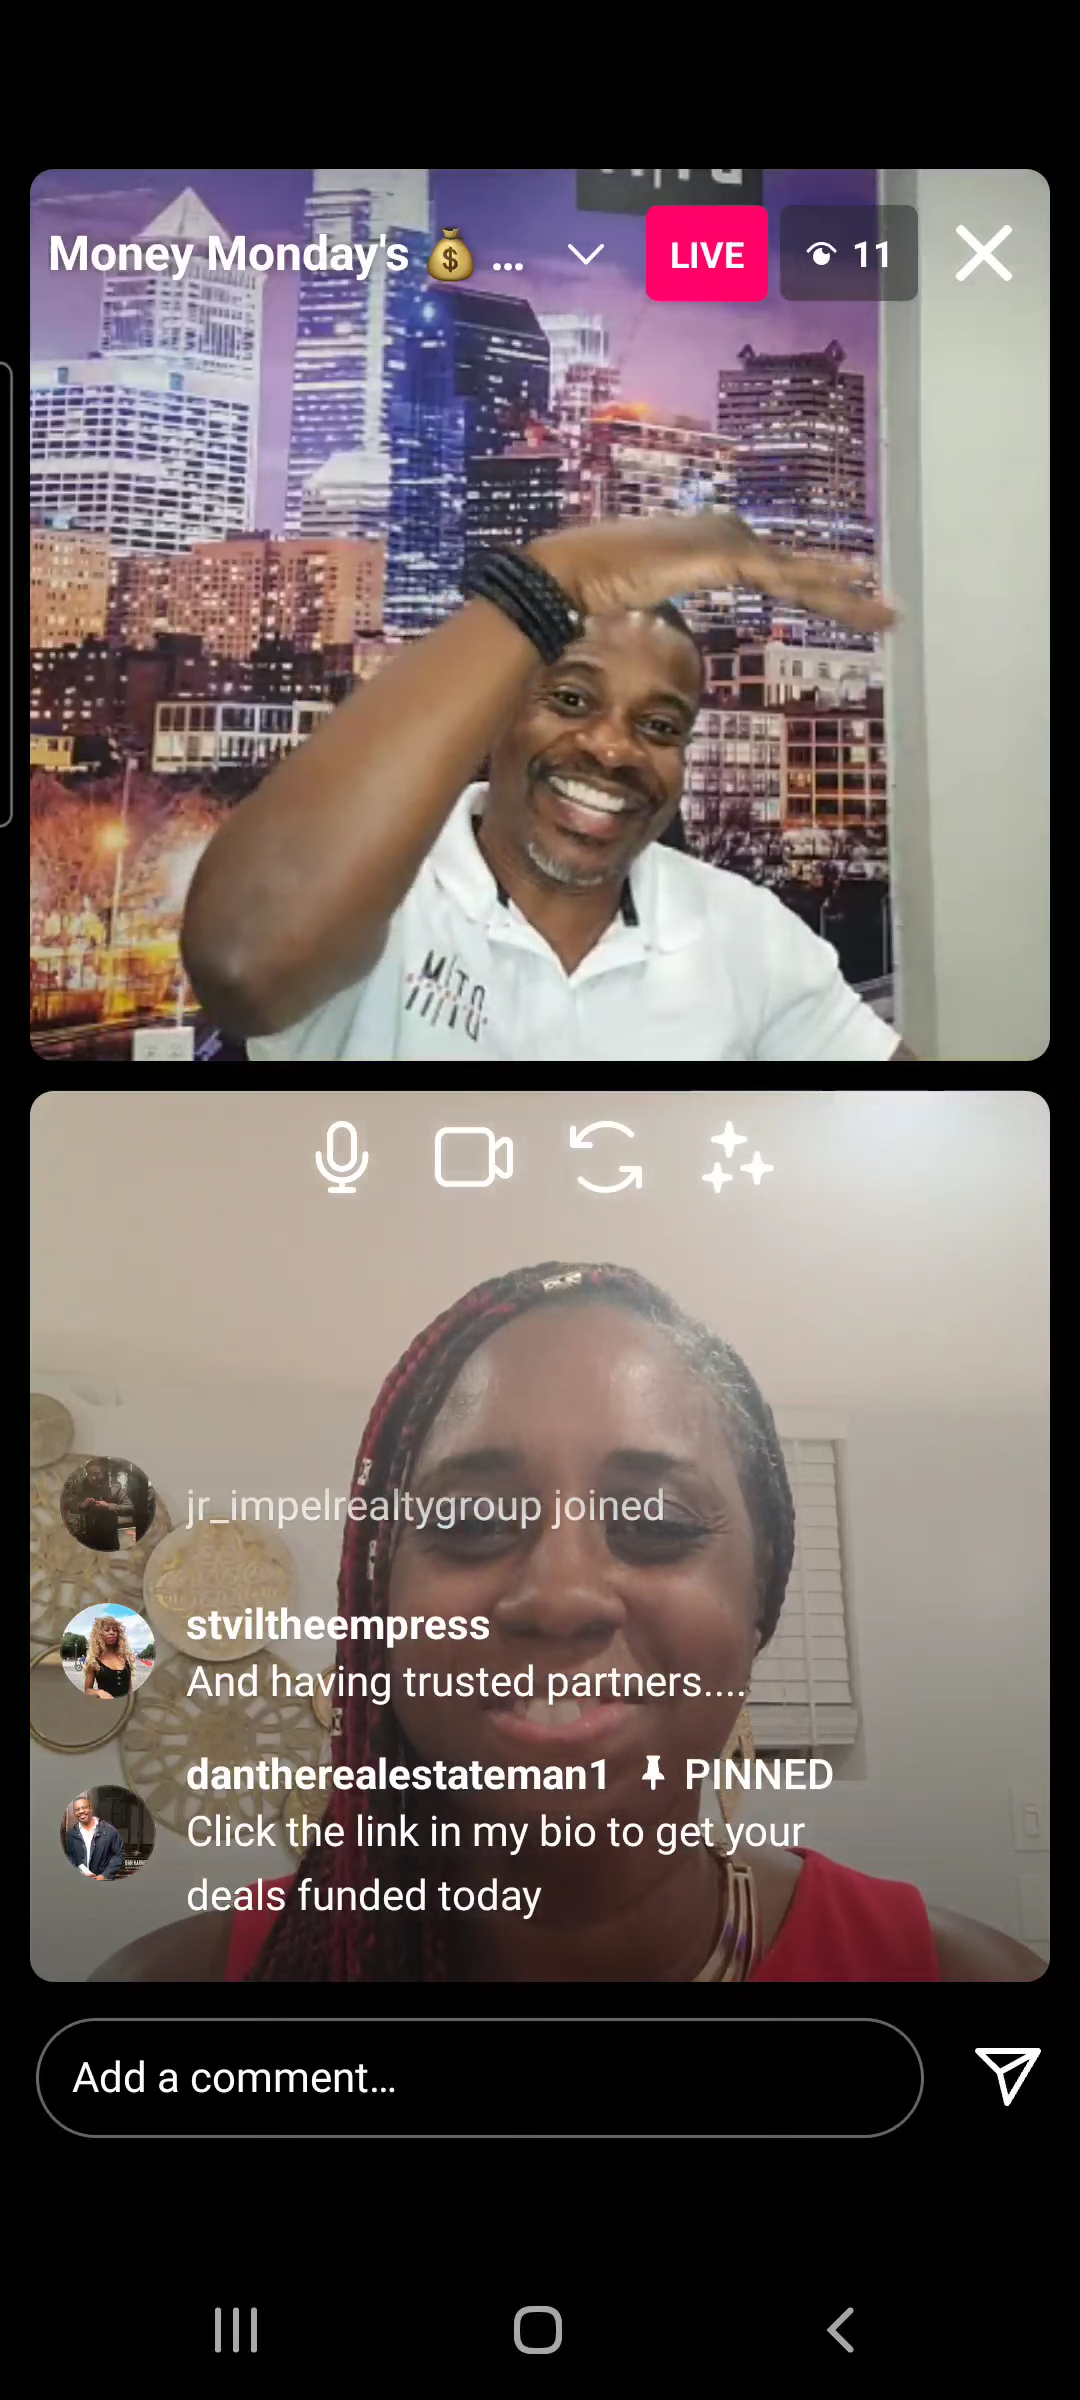 Money Monday's 💰 ...
LIVE
11
MITO
jr_impelrealtygroup joined
stviltheempress
And having trusted partners....
dantherealestateman1 PINNED
Click the link in my bio to get your
deals funded today
Add a comment...